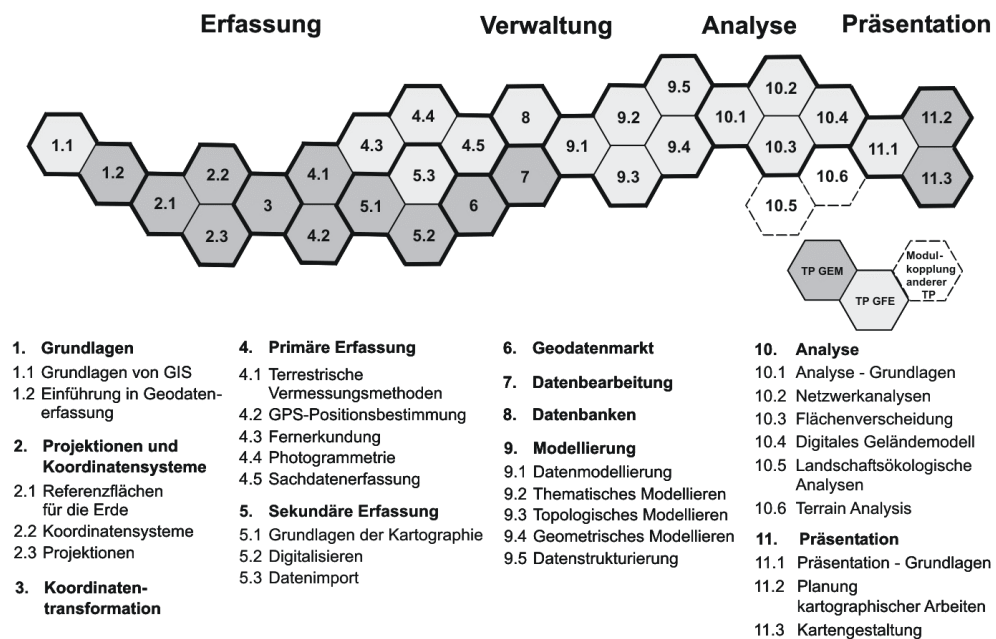 Erfassung
Verwaltung
Analyse
Präsentation
1.1
1.2
2.1
2.2
2.3
3
4.1
4.2
4.3
4.4
4.5
5.1
5.2
5.3
6
7
8
9.1
9.2
9.3
9.4
9.5
10.1
10.2
10.3
10.4
10.5
10.6
11.1
11.2
11.3
TP GEM
TP GFE
Modul-
kopplung
anderer
TP
1. Grundlagen
1.1 Grundlagen von GIS
1.2 Einführung in Geodaten-
erfassung
2. Projektionen und
Koordinatensysteme
2.1 Referenzflächen
für die Erde
2.2 Koordinatensysteme
2.3 Projektionen
3. Koordinaten-
transformation
4. Primäre Erfassung
4.1 Terrestrische
Vermessungsmethoden
4.2 GPS-Positionsbestimmung
4.3 Fernerkundung
4.4 Photogrammetrie
4.5 Sachdatenerfassung
5. Sekundäre Erfassung
5.1 Grundlagen der Kartographie
5.2 Digitalisieren
5.3 Datenimport
6. Geodatenmarkt
7. Datenbearbeitung
8. Datenbanken
9. Modellierung
9.1 Datenmodellierung
9.2 Thematisches Modellieren
9.3 Topologisches Modellieren
9.4 Geometrisches Modellieren
9.5 Datenstrukturierung
10. Analyse
10.1 Analyse - Grundlagen
10.2 Netzwerkanalysen
10.3 Flächenverscheidung
10.4 Digitales Geländemodell
10.5 Landschaftsökologische
Analysen
10.6 Terrain Analysis
11. Präsentation
11.1 Präsentation - Grundlagen
11.2 Planung
kartographischer Arbeiten
11.3 Kartengestaltung